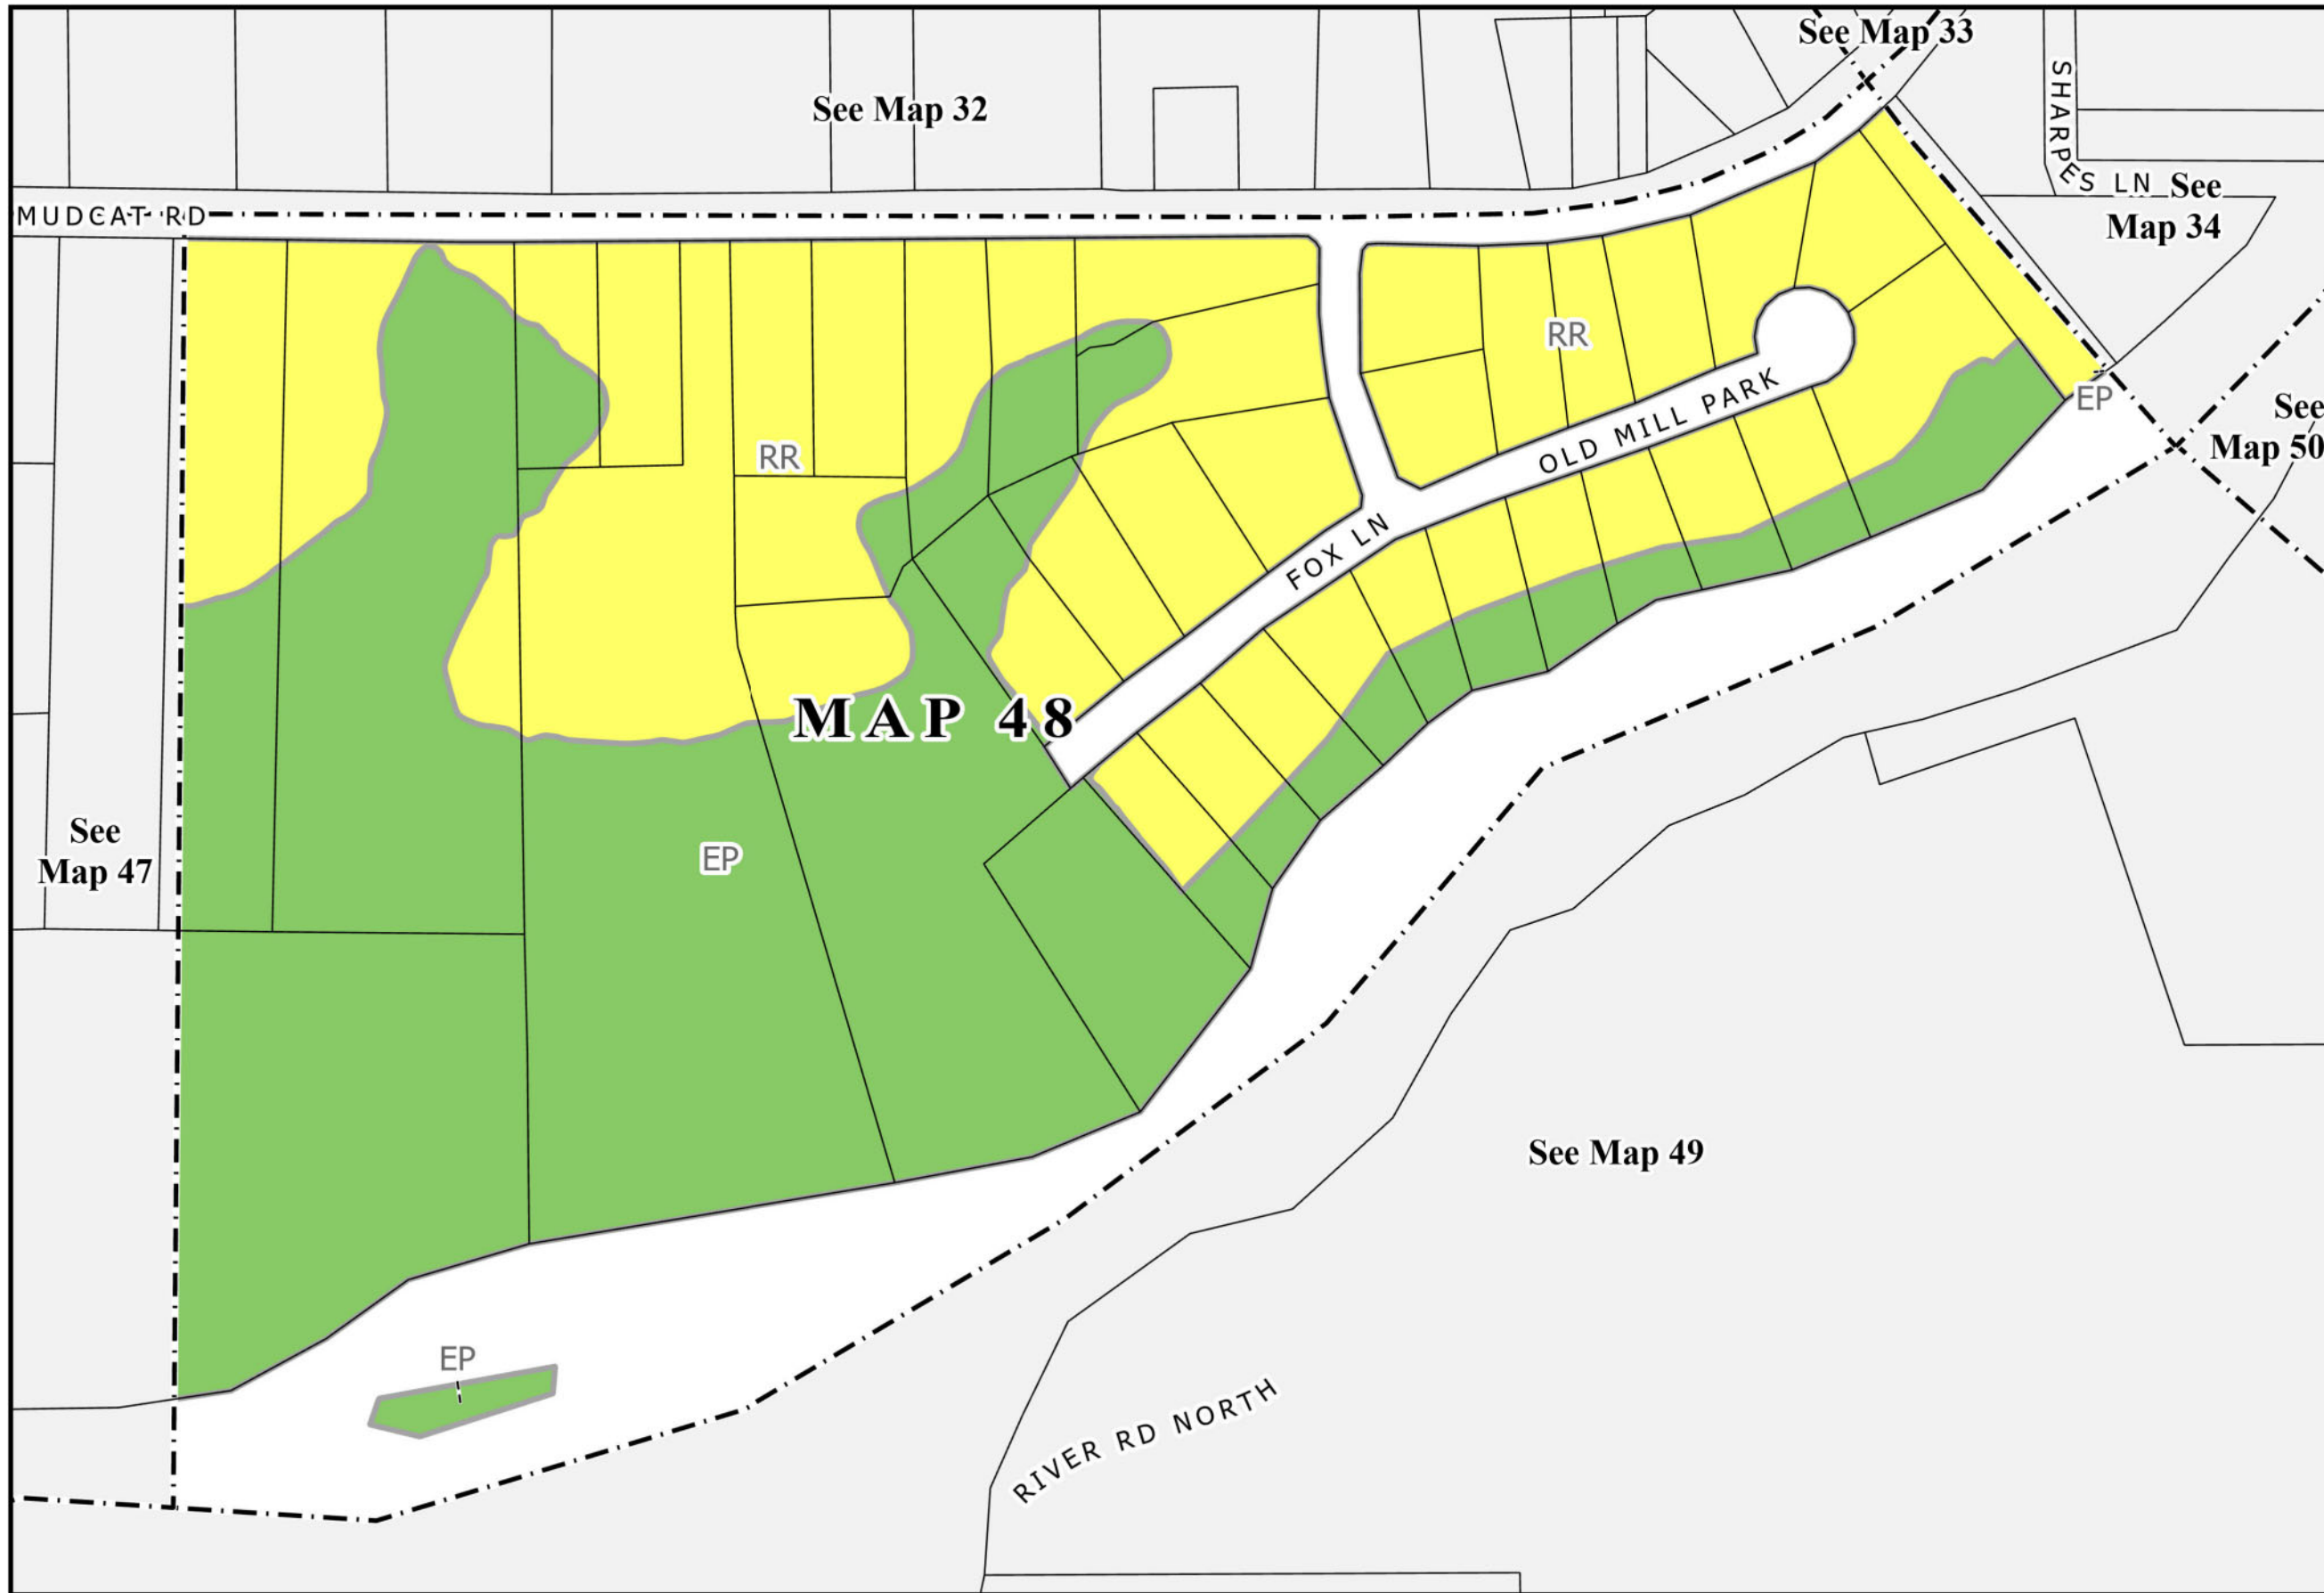 See Map 33
SHARPES LN
See Map 32
See
Map 34
MUDCAT RD
RR
EP
See
Map 50
OLD MILL PARK
RR
FOX LN
MAP 48
See
Map 47
EP
See Map 49
EP
RIVER RD NORTH